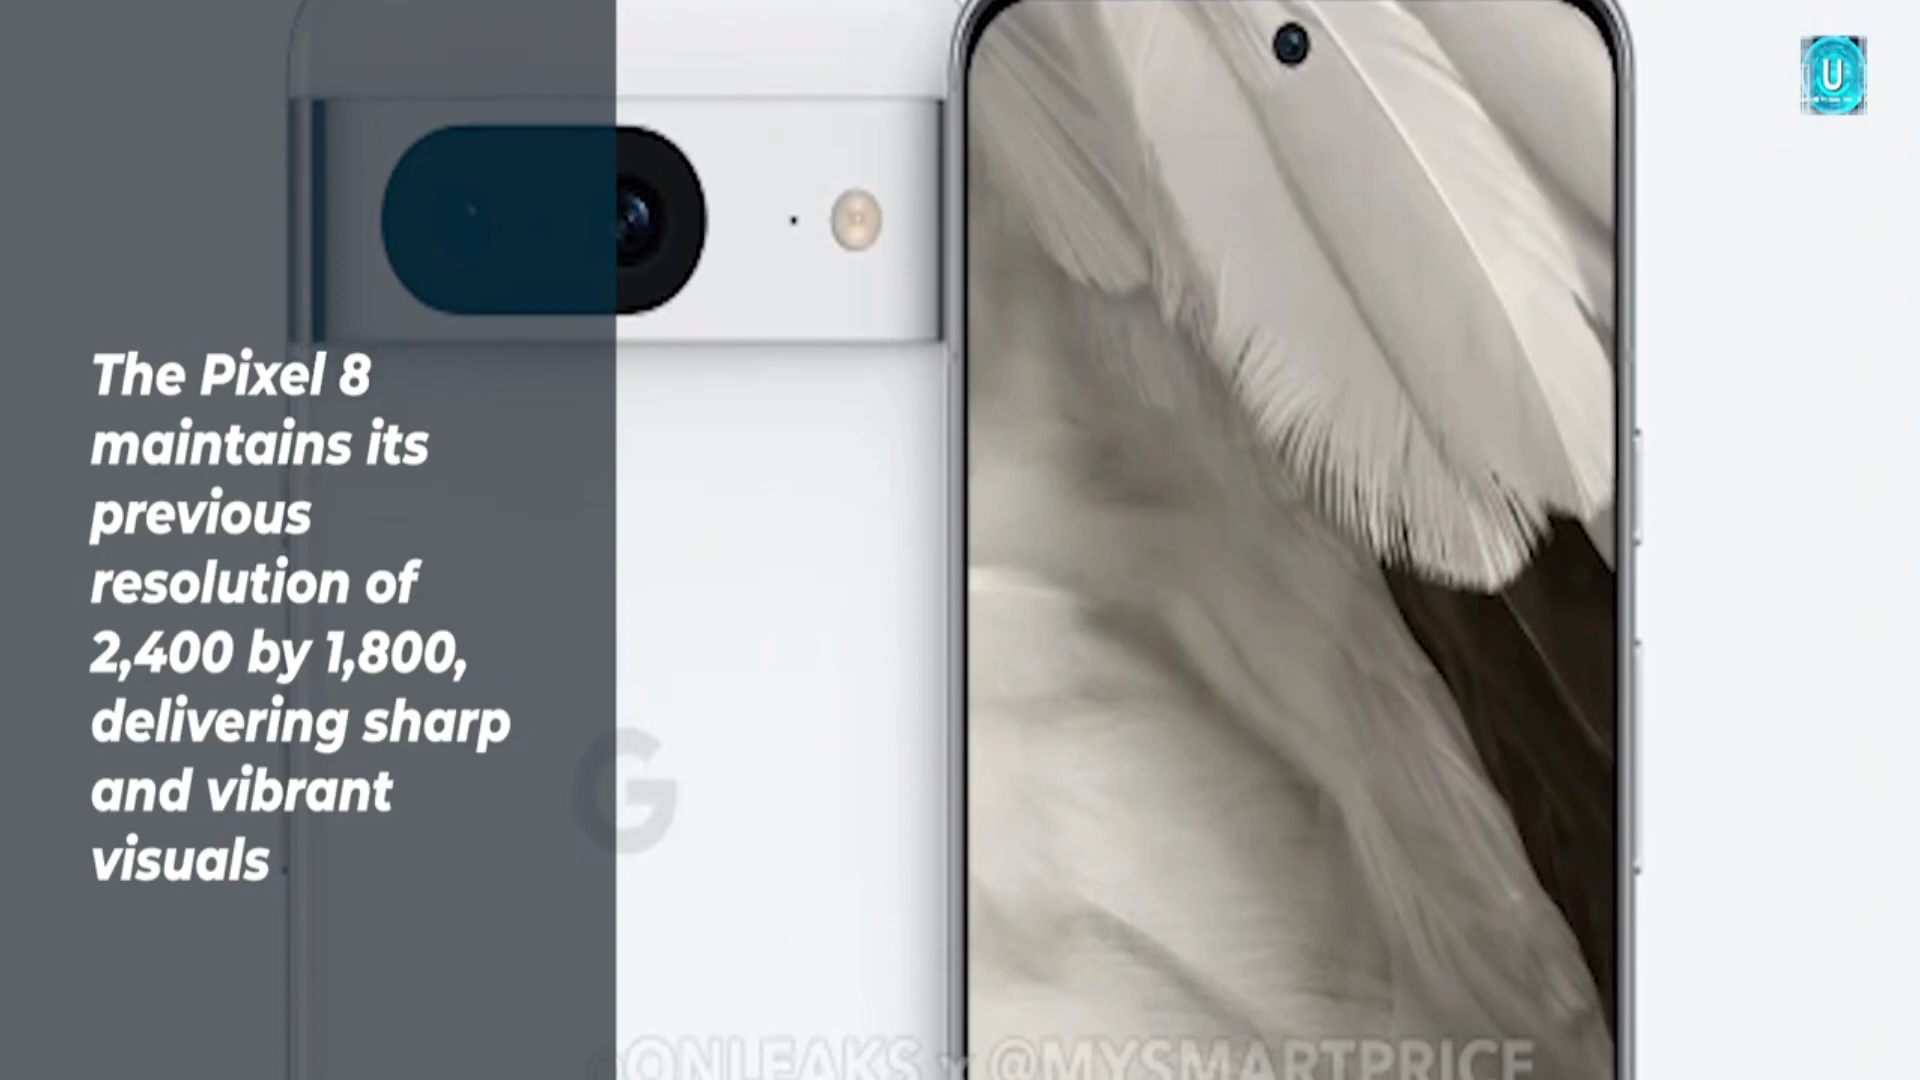 U
The Pixel 8
maintains its
previous
resolution of
2,400 by 1,800,
delivering sharp
and vibrant
visuals
G
@ONLEAKS x @MYSMARTPRICE